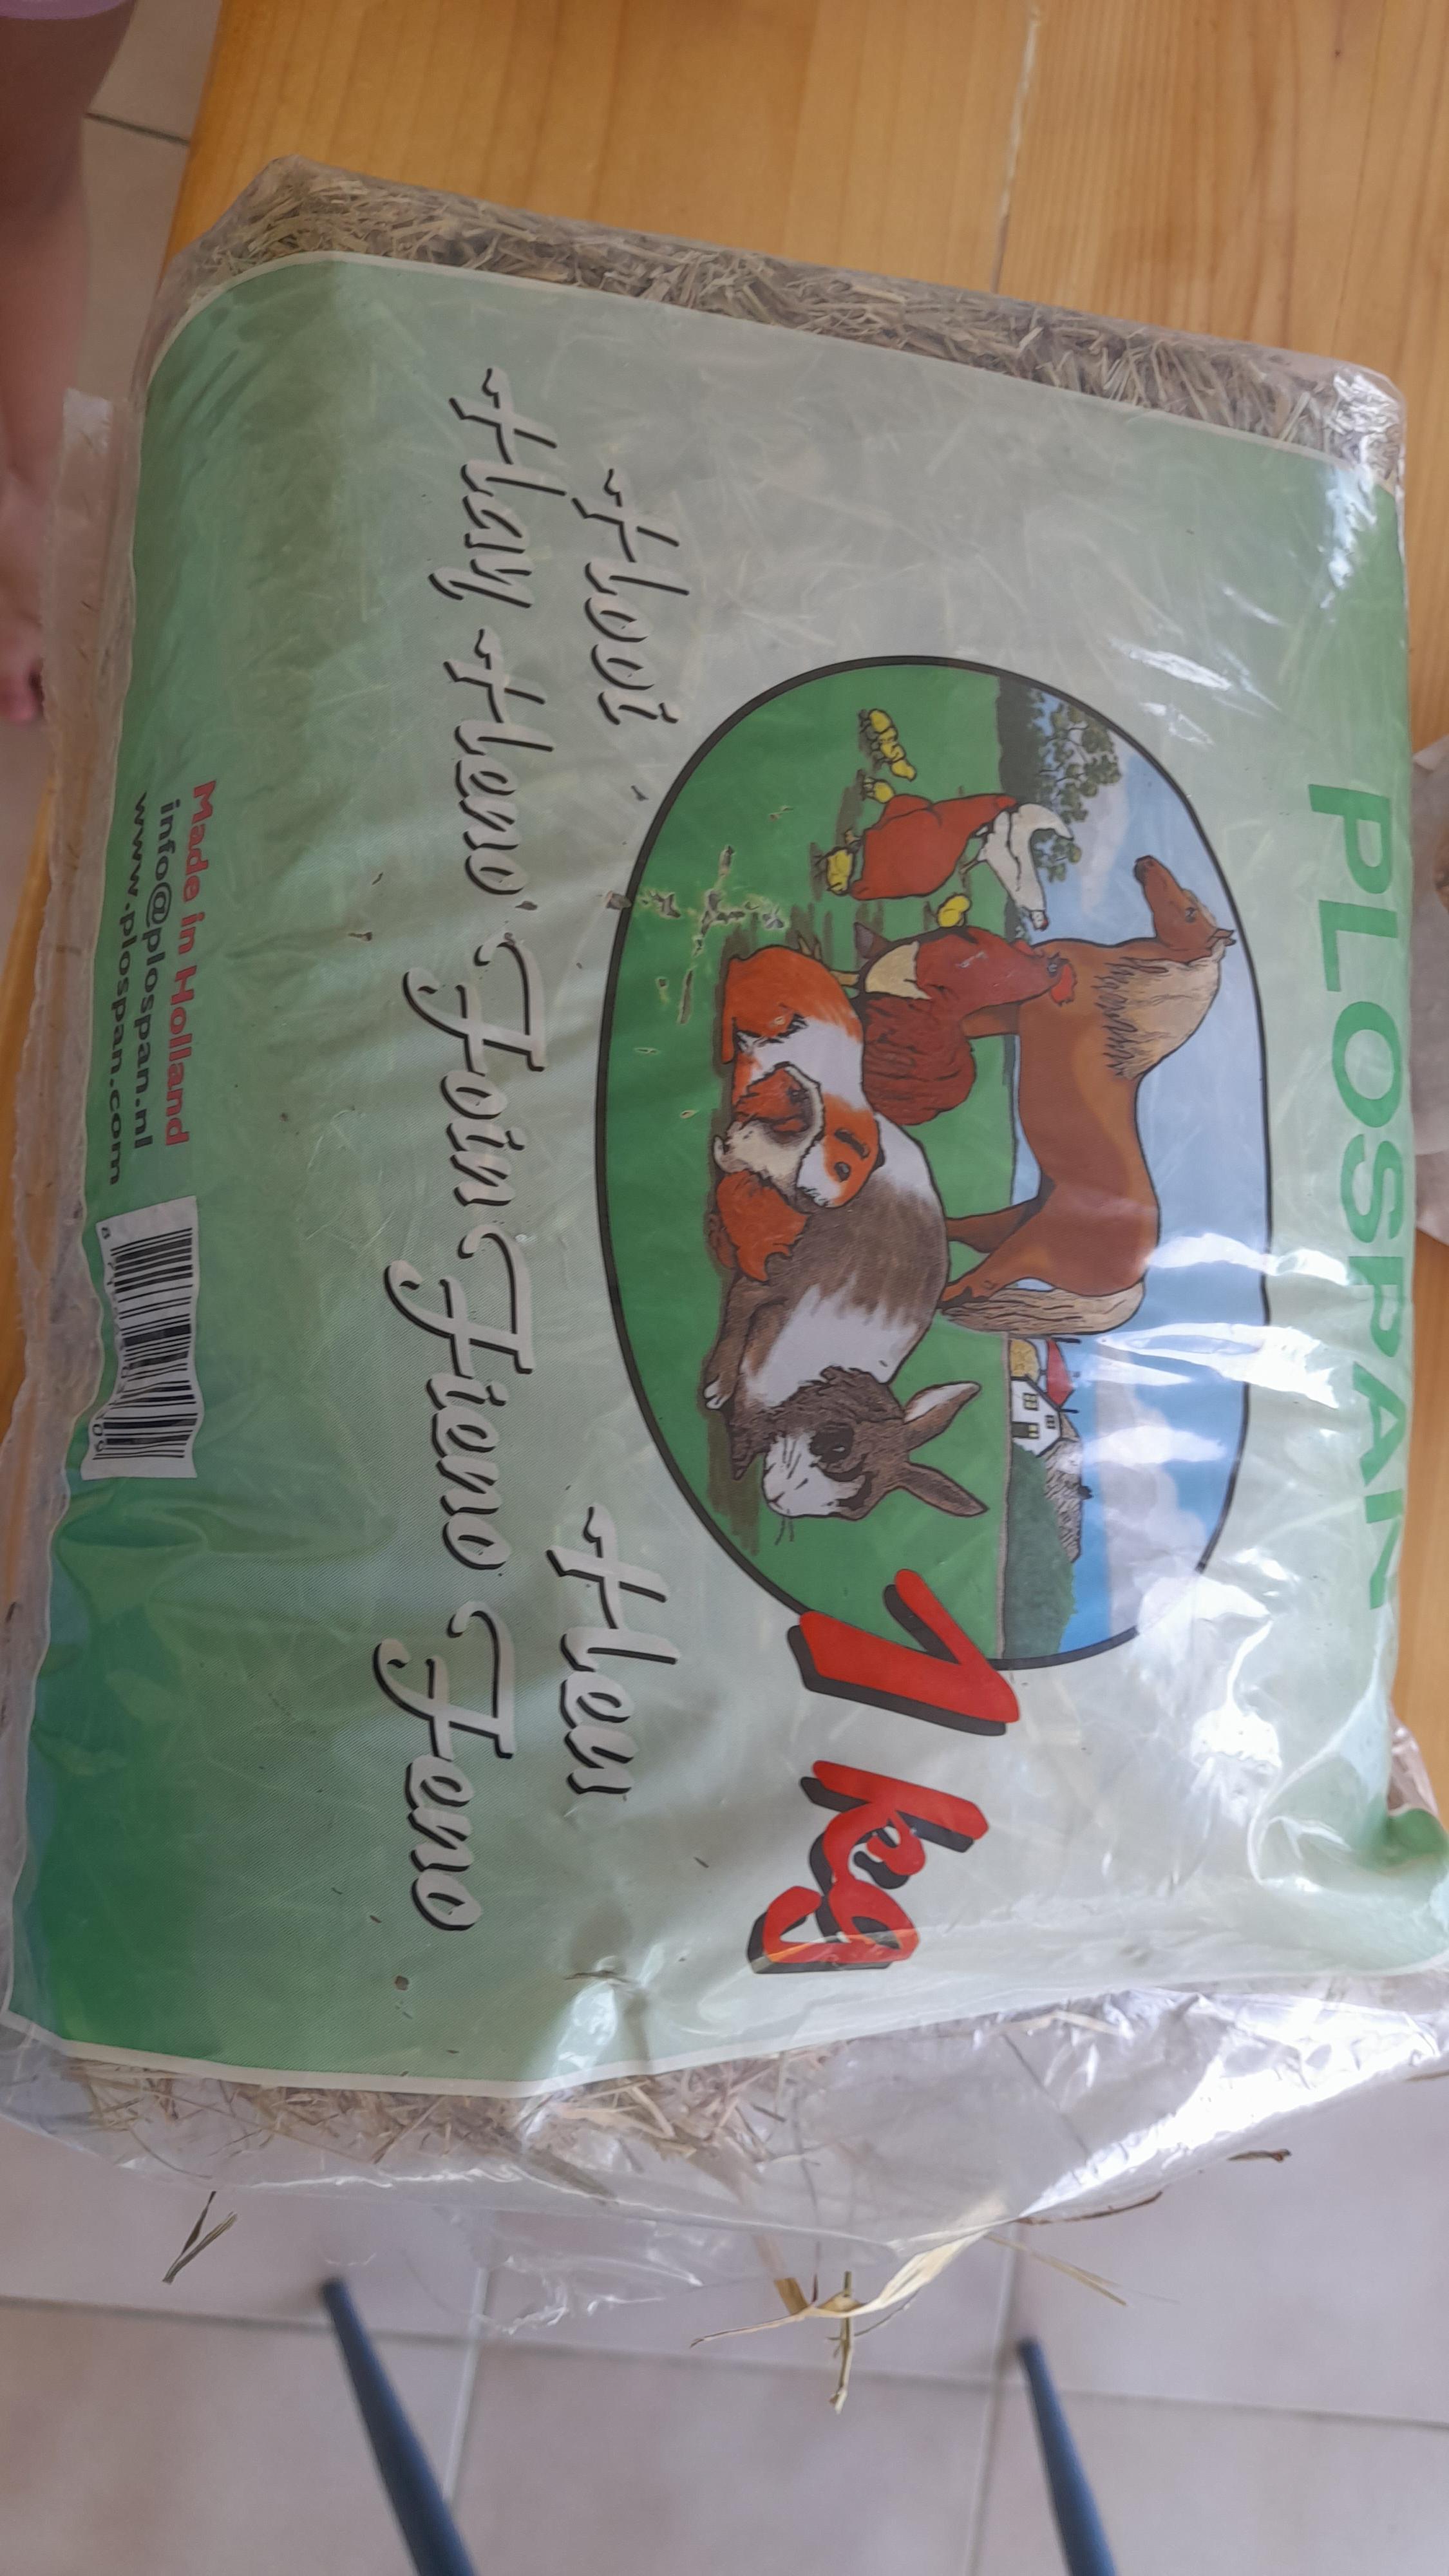 PLOSPAN
1 kg
Hooi Heu
Hay Heno Foin Fieno Feno
Made in Holland
info@plospan.nl
www.plospan.com